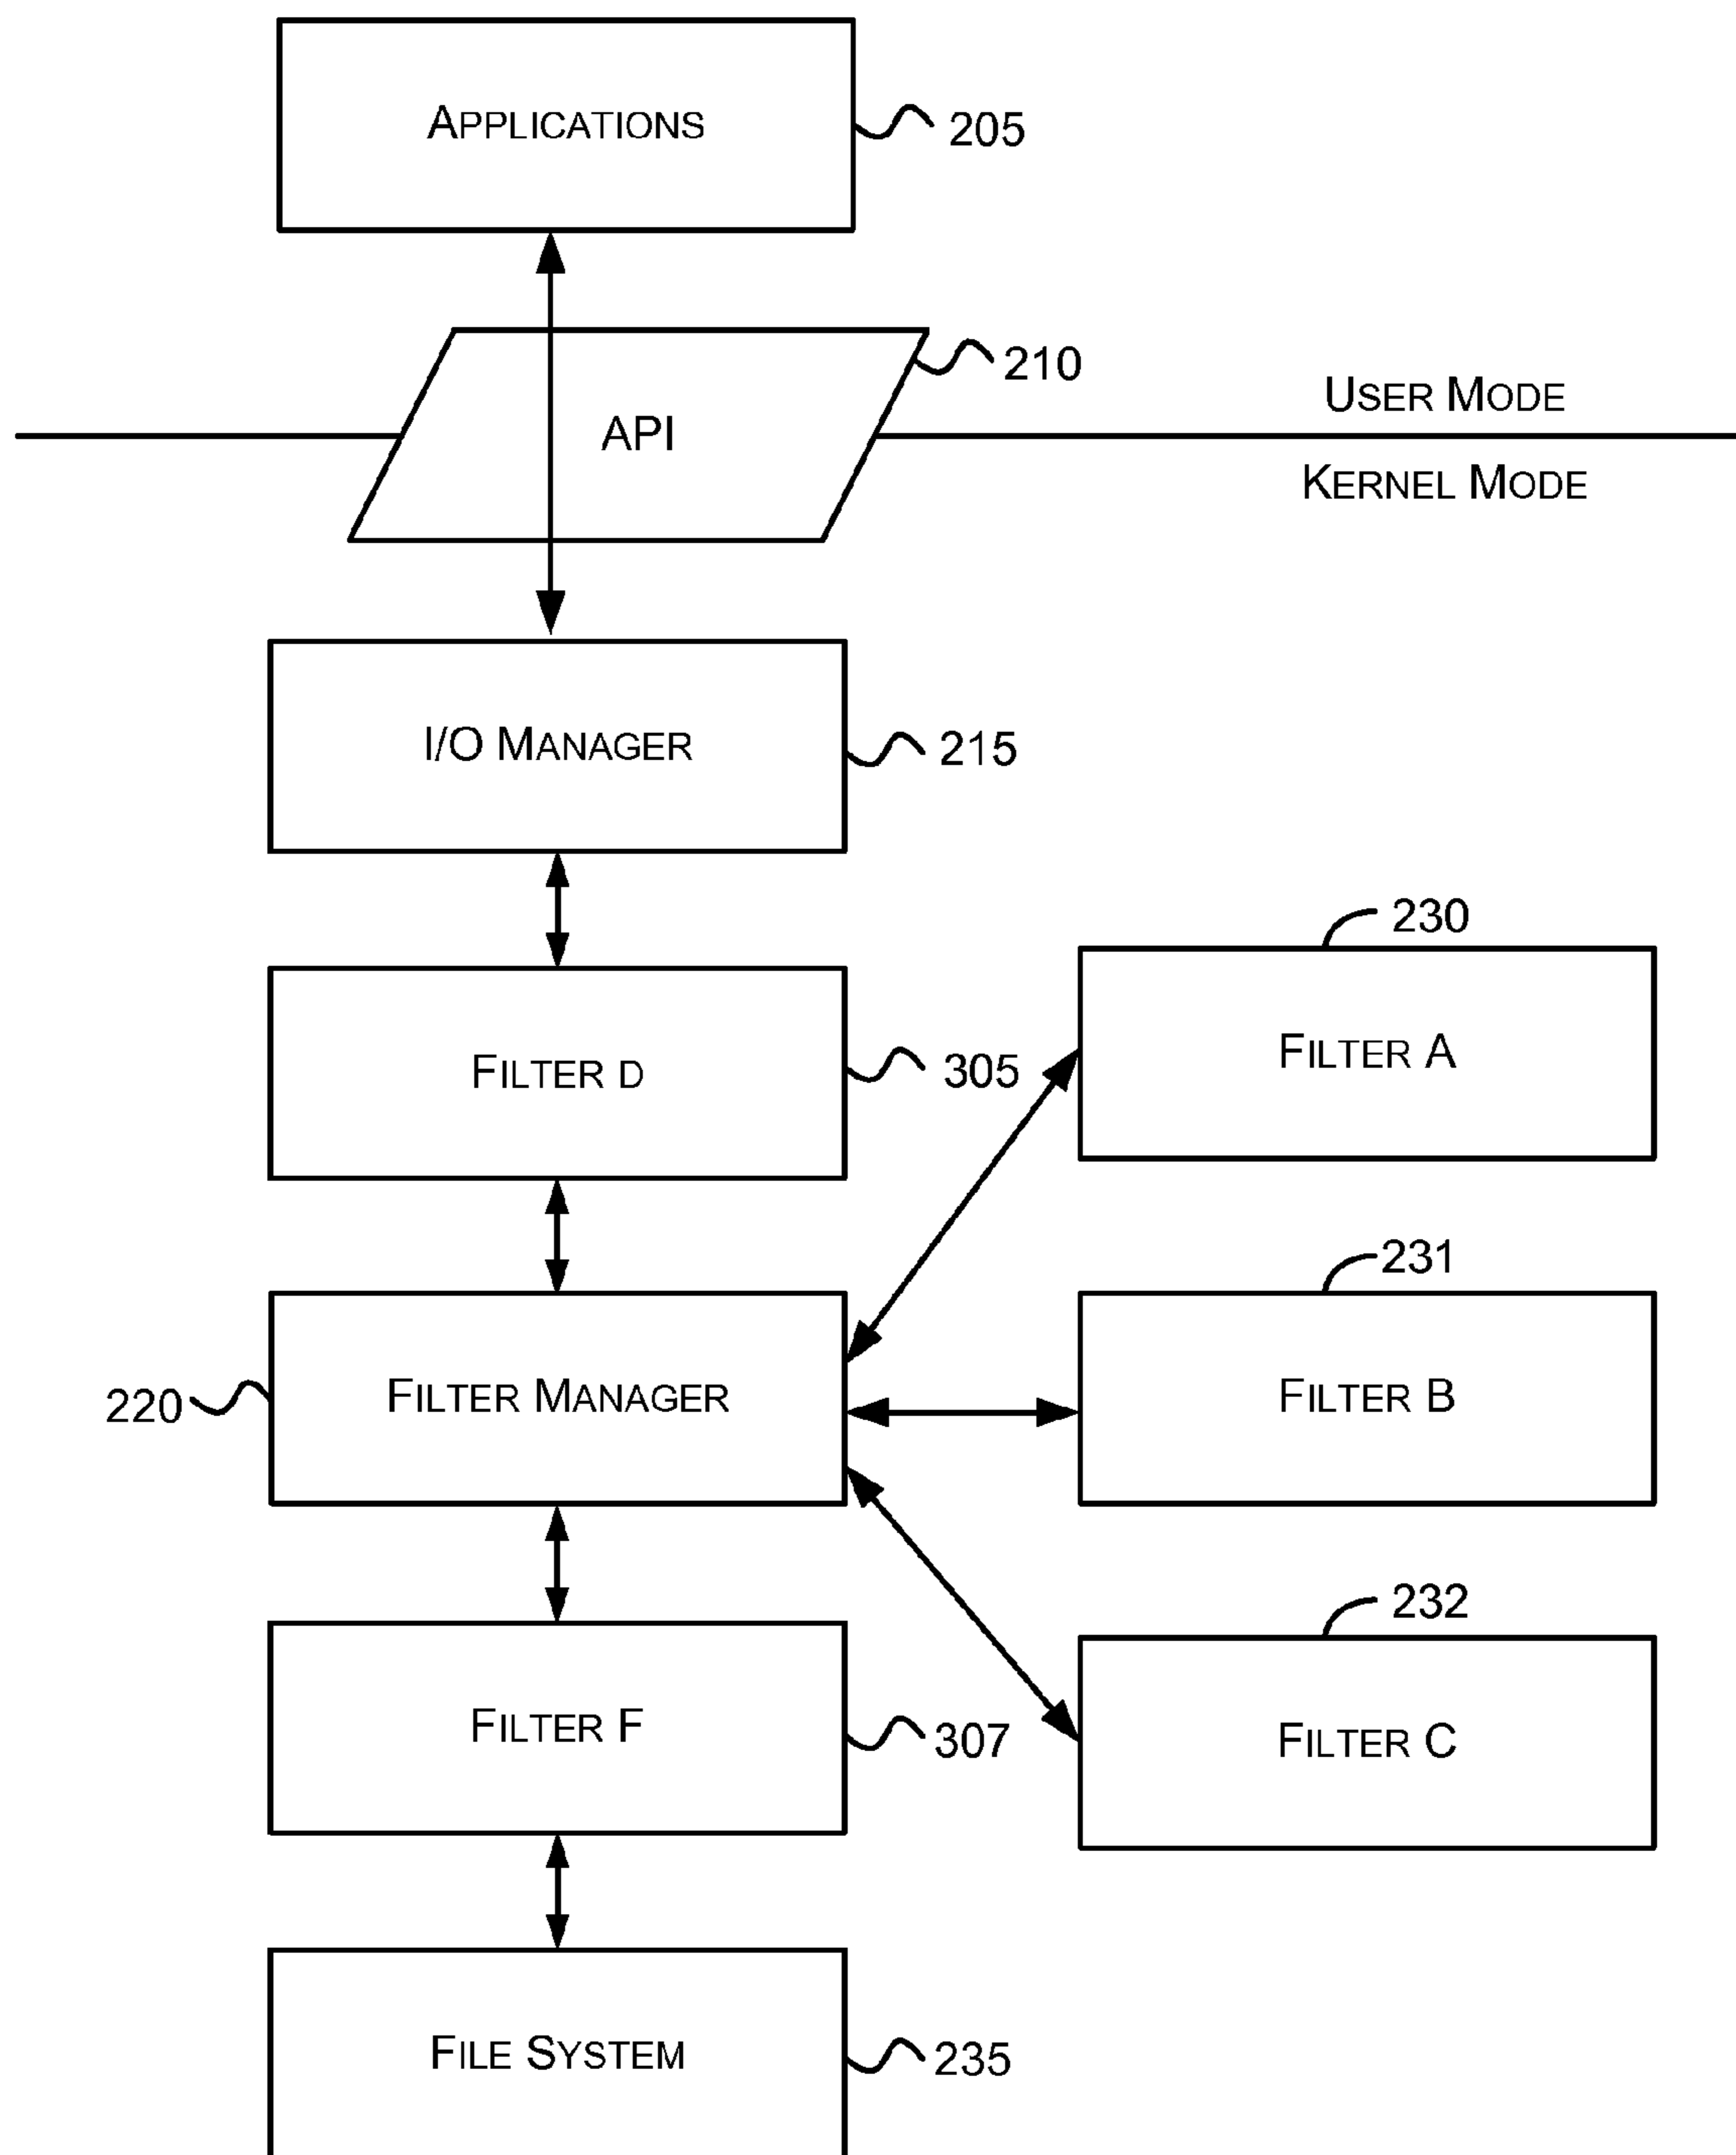 APPLICATIONS
205
210
API
USER MODE
KERNEL MODE
I/O MANAGER
215
230
FILTER D
305
FILTER A
231
220
FILTER MANAGER
FILTER B
232
FILTER F
307
FILTER C
FILE SYSTEM
235